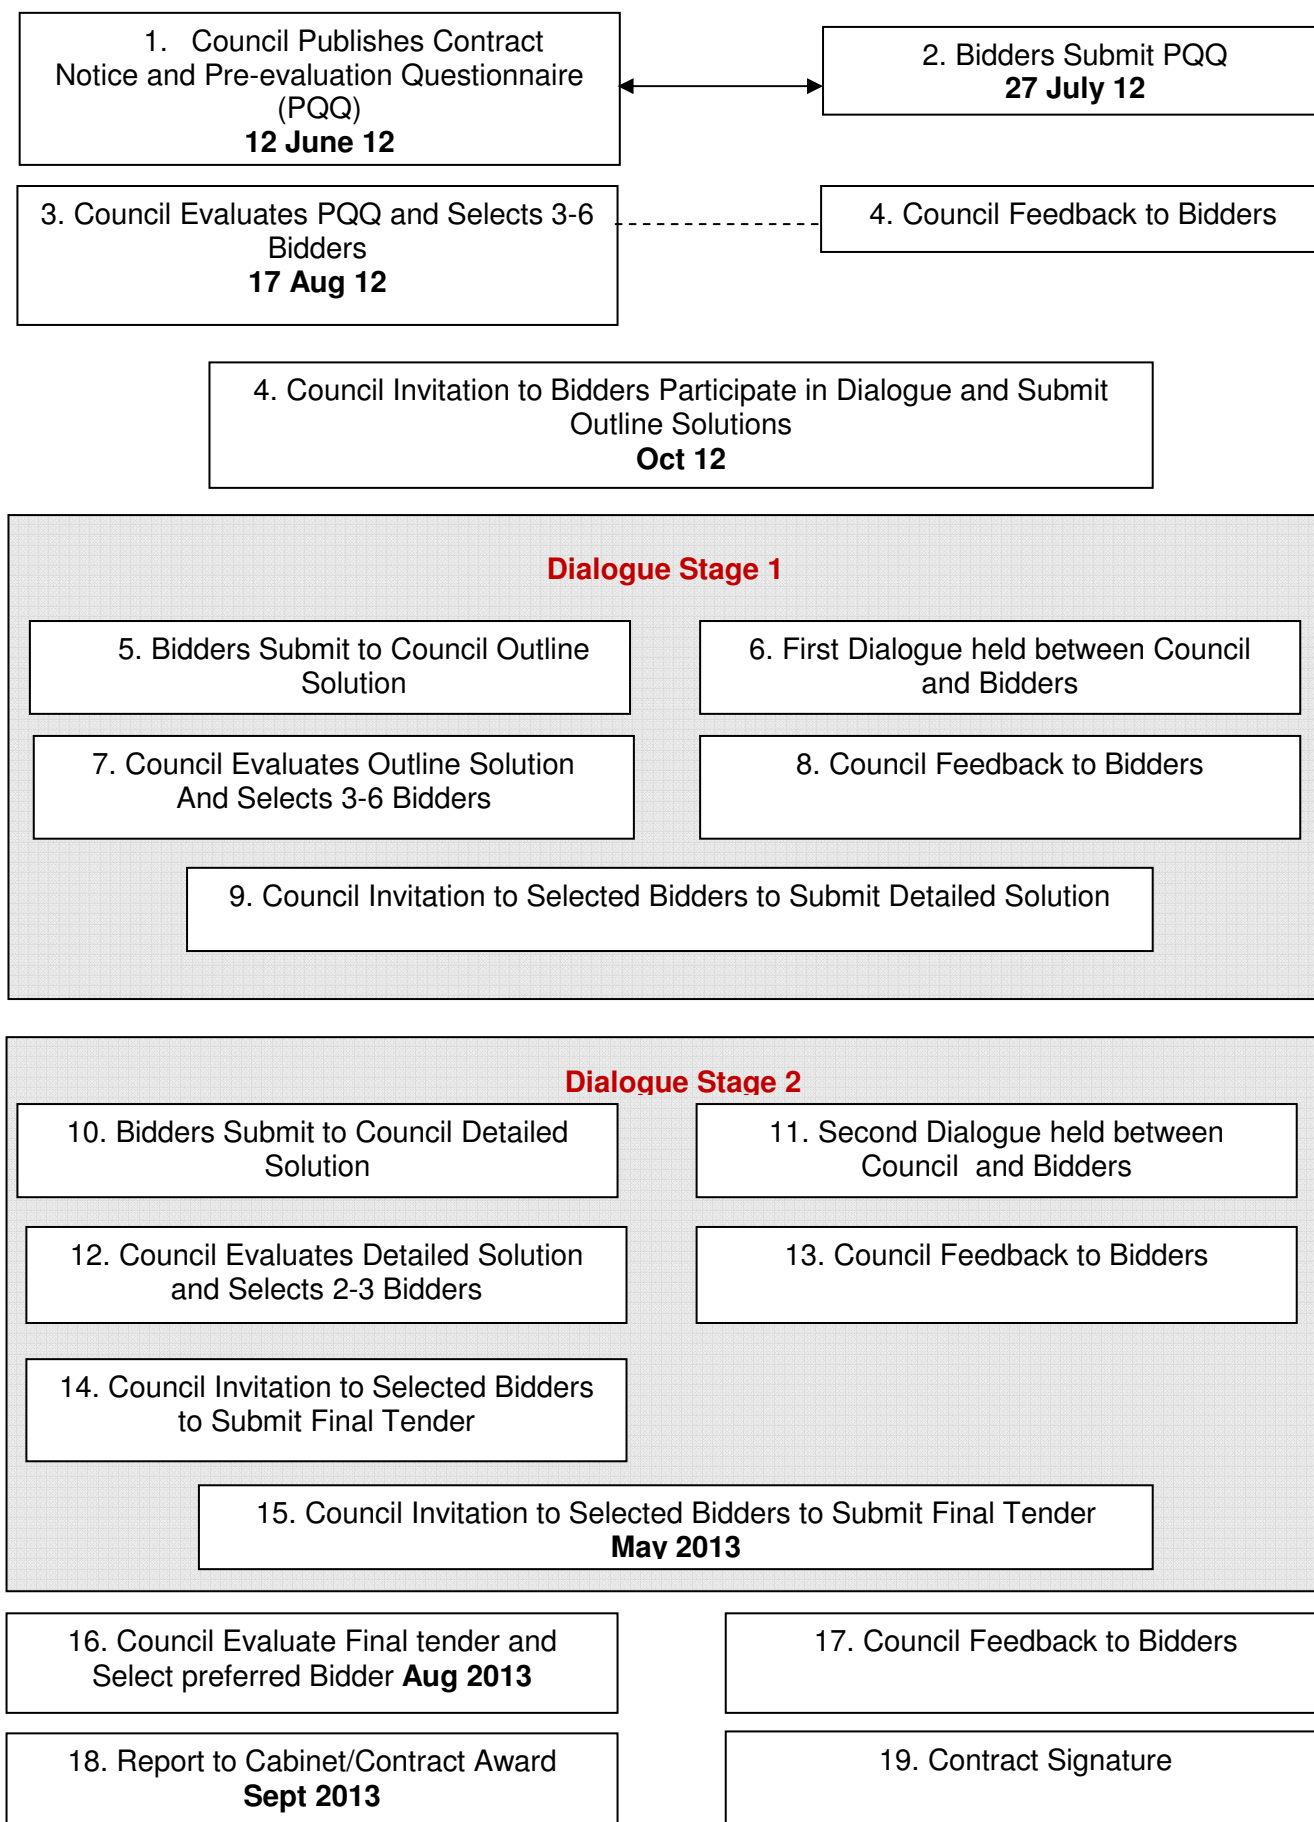 1. Council Publishes Contract
Notice and Pre-evaluation Questionnaire
(PQQ)
12 June 12
2. Bidders Submit PQQ
27 July 12
3. Council Evaluates PQQ and Selects 3-6
Bidders
17 Aug 12
4. Council Feedback to Bidders
4. Council Invitation to Bidders Participate in Dialogue and Submit
Outline Solutions
Oct 12
Dialogue Stage 1
5. Bidders Submit to Council Outline
Solution
6. First Dialogue held between Council
and Bidders
7. Council Evaluates Outline Solution
And Selects 3-6 Bidders
8. Council Feedback to Bidders
9. Council Invitation to Selected Bidders to Submit Detailed Solution
Dialogue Stage 2
10. Bidders Submit to Council Detailed
Solution
11. Second Dialogue held between
Council and Bidders
12. Council Evaluates Detailed Solution
and Selects 2-3 Bidders
13. Council Feedback to Bidders
14. Council Invitation to Selected Bidders
to Submit Final Tender
15. Council Invitation to Selected Bidders to Submit Final Tender
May 2013
16. Council Evaluate Final tender and
Select preferred Bidder Aug 2013
17. Council Feedback to Bidders
18. Report to Cabinet/Contract Award
Sept 2013
19. Contract Signature